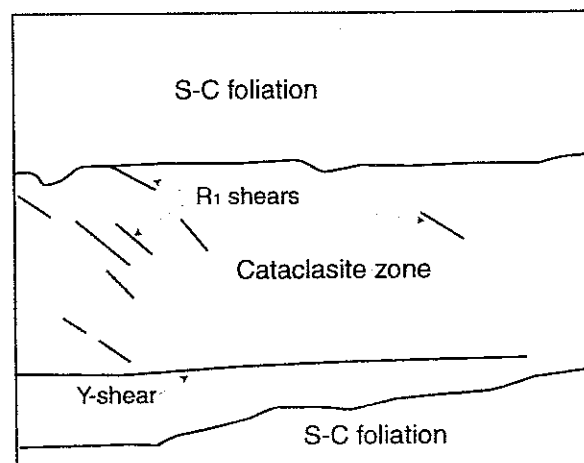 S-C foliation
R₁ shears
Cataclasite zone
Y-shear
S-C foliation